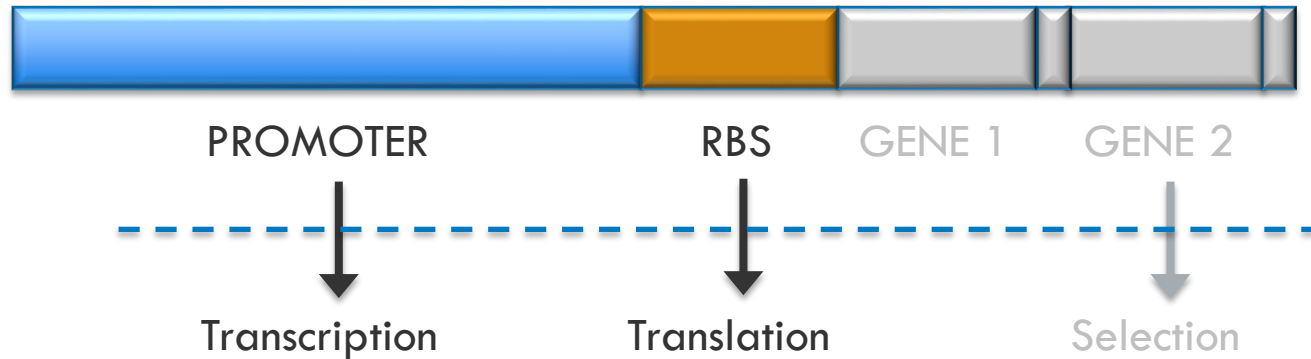 PROMOTER RBS GENE 1 GENE 2
Transcription Translation Selection